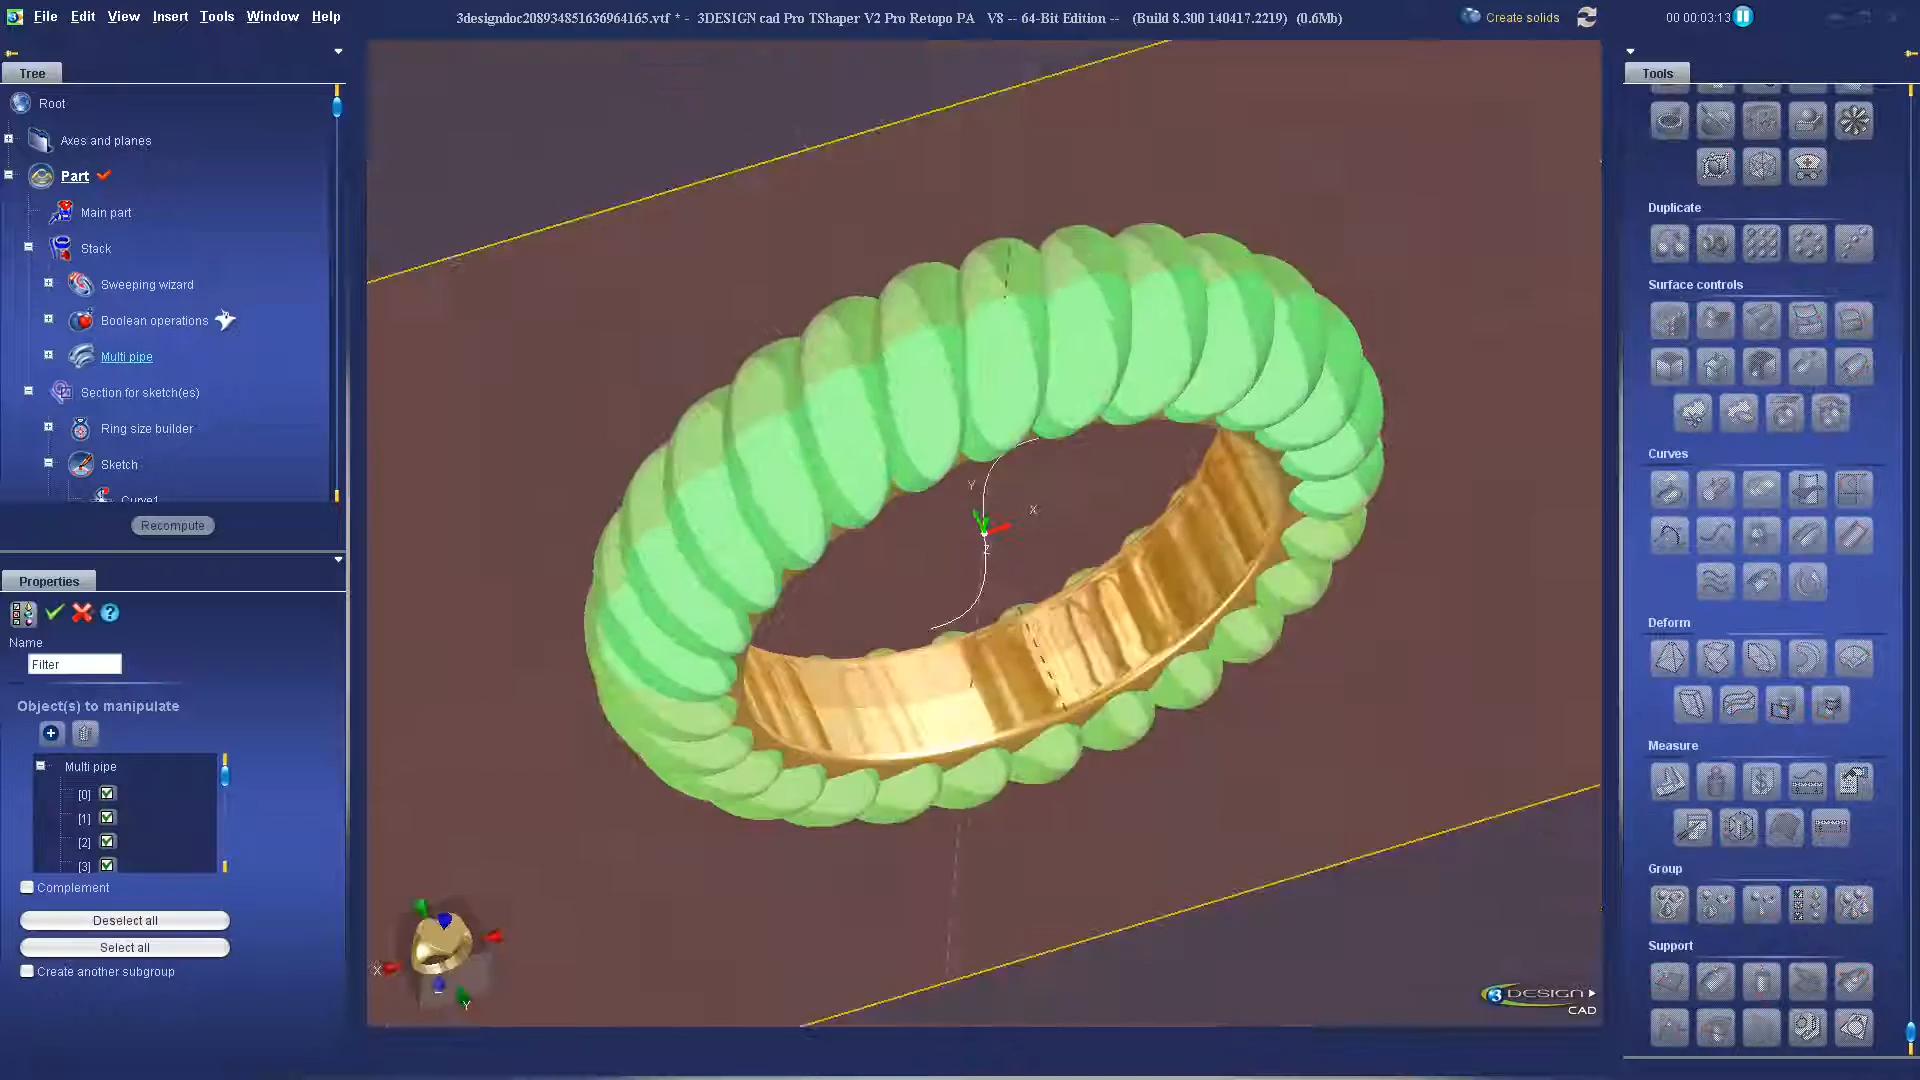 File Edit View Insert Tools Window Help
3designdoc208934851636964165.vtf * - 3DESIGN cad Pro TShaper V2 Pro Retopo PA V8 -- 64-Bit Edition -- (Build 8.300 140417.2219) (0.6Mb)
Create solids
00 00:03:13
Tree
Root
Axes and planes
Part
Main part
Stack
Sweeping wizard
Boolean operations
Multi pipe
Section for sketch(es)
Ring size builder
Sketch
Curve1
Recompute
Properties
Name
Filter
Object(s) to manipulate
Multi pipe
[0]
[1]
[2]
[3]
Complement
Deselect all
Select all
Create another subgroup
Y
X
Z
X
Y
3DESIGN
CAD
Tools
Duplicate
Surface controls
Curves
Deform
Measure
Group
Support